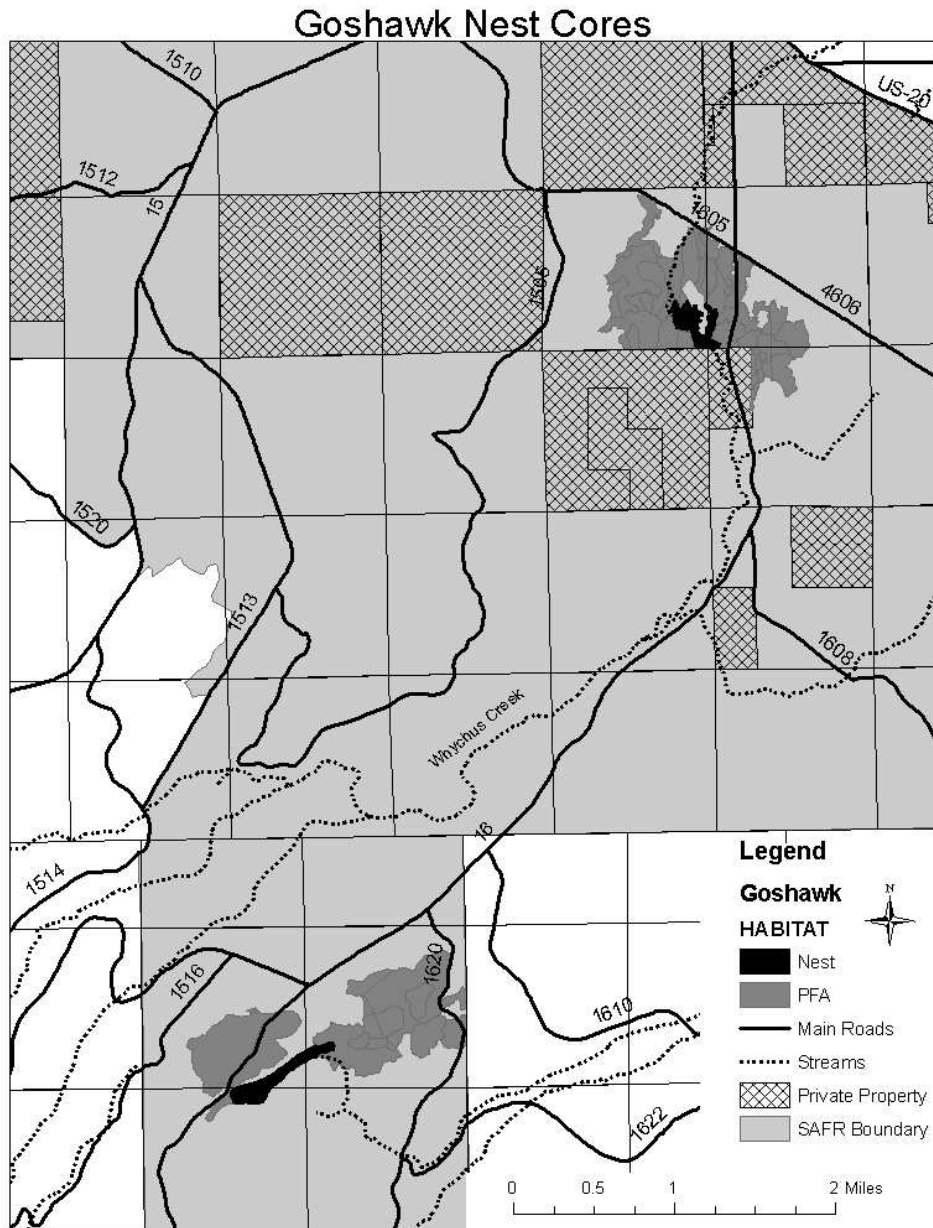 Goshawk Nest Cores
1510
US-20
1512
15
1605
1505
4606
1520
1513
1608
Whychus Creek
16
1514
1516
1620
1610
1622
Legend
Goshawk
HABITAT
N
Nest
PFA
Main Roads
Streams
Private Property
SAFR Boundary
0 0.5 1 2 Miles